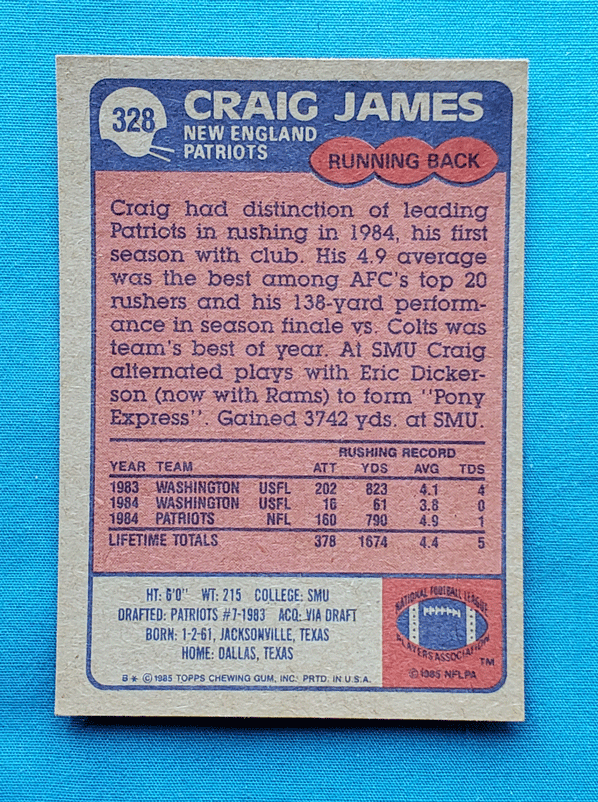 328
CRAIG JAMES
NEW ENGLAND
PATRIOTS
RUNNING BACK
Craig had distinction of leading
Patriots in rushing in 1984, his first
season with club. His 4.9 average
was the best among AFC's top 20
rushers and his 138-yard perform-
ance in season finale vs. Colts was
team's best of year. At SMU Craig
alternated plays with Eric Dicker-
son (now with Rams) to form "Pony
Express". Gained 3742 yds. at SMU.
RUSHING RECORD
YEAR TEAM ATT YDS AVG TDS
1983 WASHINGTON USFL 202 823 4.1 4
1984 WASHINGTON USFL 16 61 3.8 0
1984 PATRIOTS NFL 160 790 4.9 1
LIFETIME TOTALS 378 1674 4.4 5
HT: 6'0" WT: 215 COLLEGE: SMU
DRAFTED: PATRIOTS #7-1983 ACQ: VIA DRAFT
BORN: 1-2-61, JACKSONVILLE, TEXAS
HOME: DALLAS, TEXAS
B * © 1985 TOPPS CHEWING GUM, INC. PRTD. IN U.S.A.
NATIONAL FOOTBALL LEAGUE
PLAYERS ASSOCIATION
TM
© 1985 NFLPA